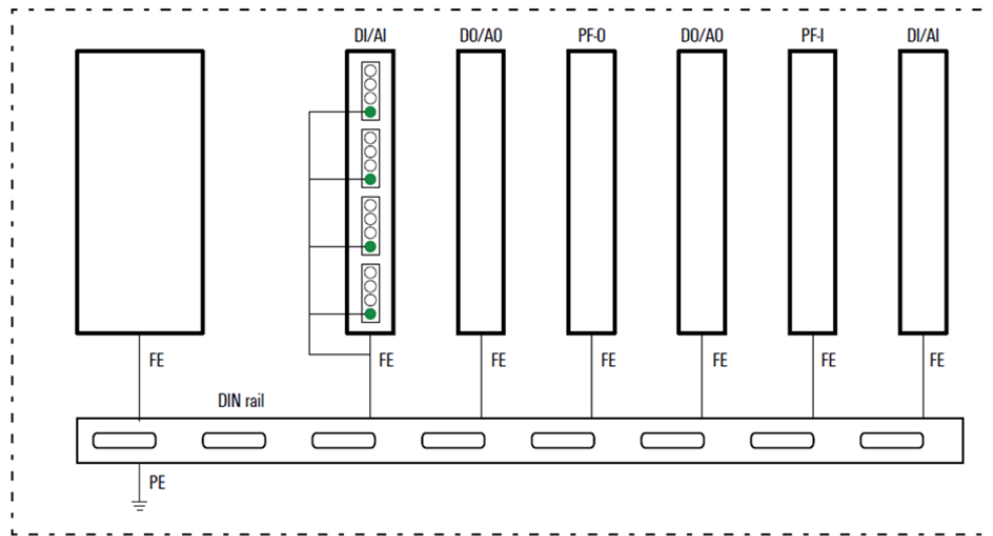 DI/AI DO/AO PF-O DO/AO PF-I DI/AI
FE FE FE FE FE FE FE
DIN rail
PE